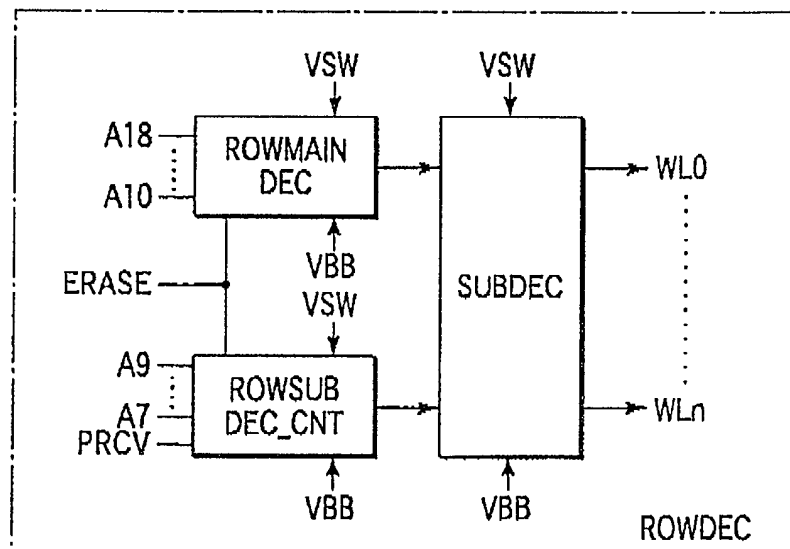 VSW
VSW
A18
A10
ROWMAIN
DEC
WL0
ERASE
VBB
VSW
SUBDEC
A9
A7
PRCV
ROWSUB
DEC_CNT
WLn
VBB
VBB
ROWDEC